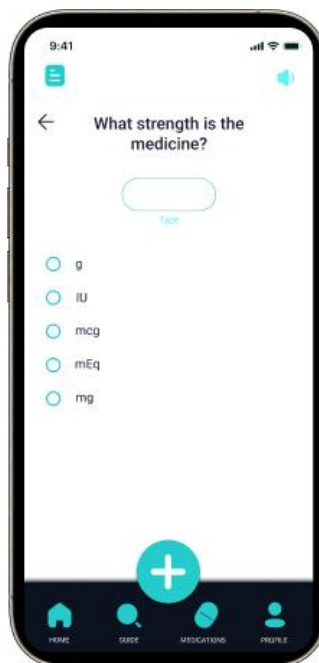 9:41
What strength is the
medicine?
Type
g
IU
mcg
mEq
mg
HOME
GUIDE
MEDICATIONS
PROFILE